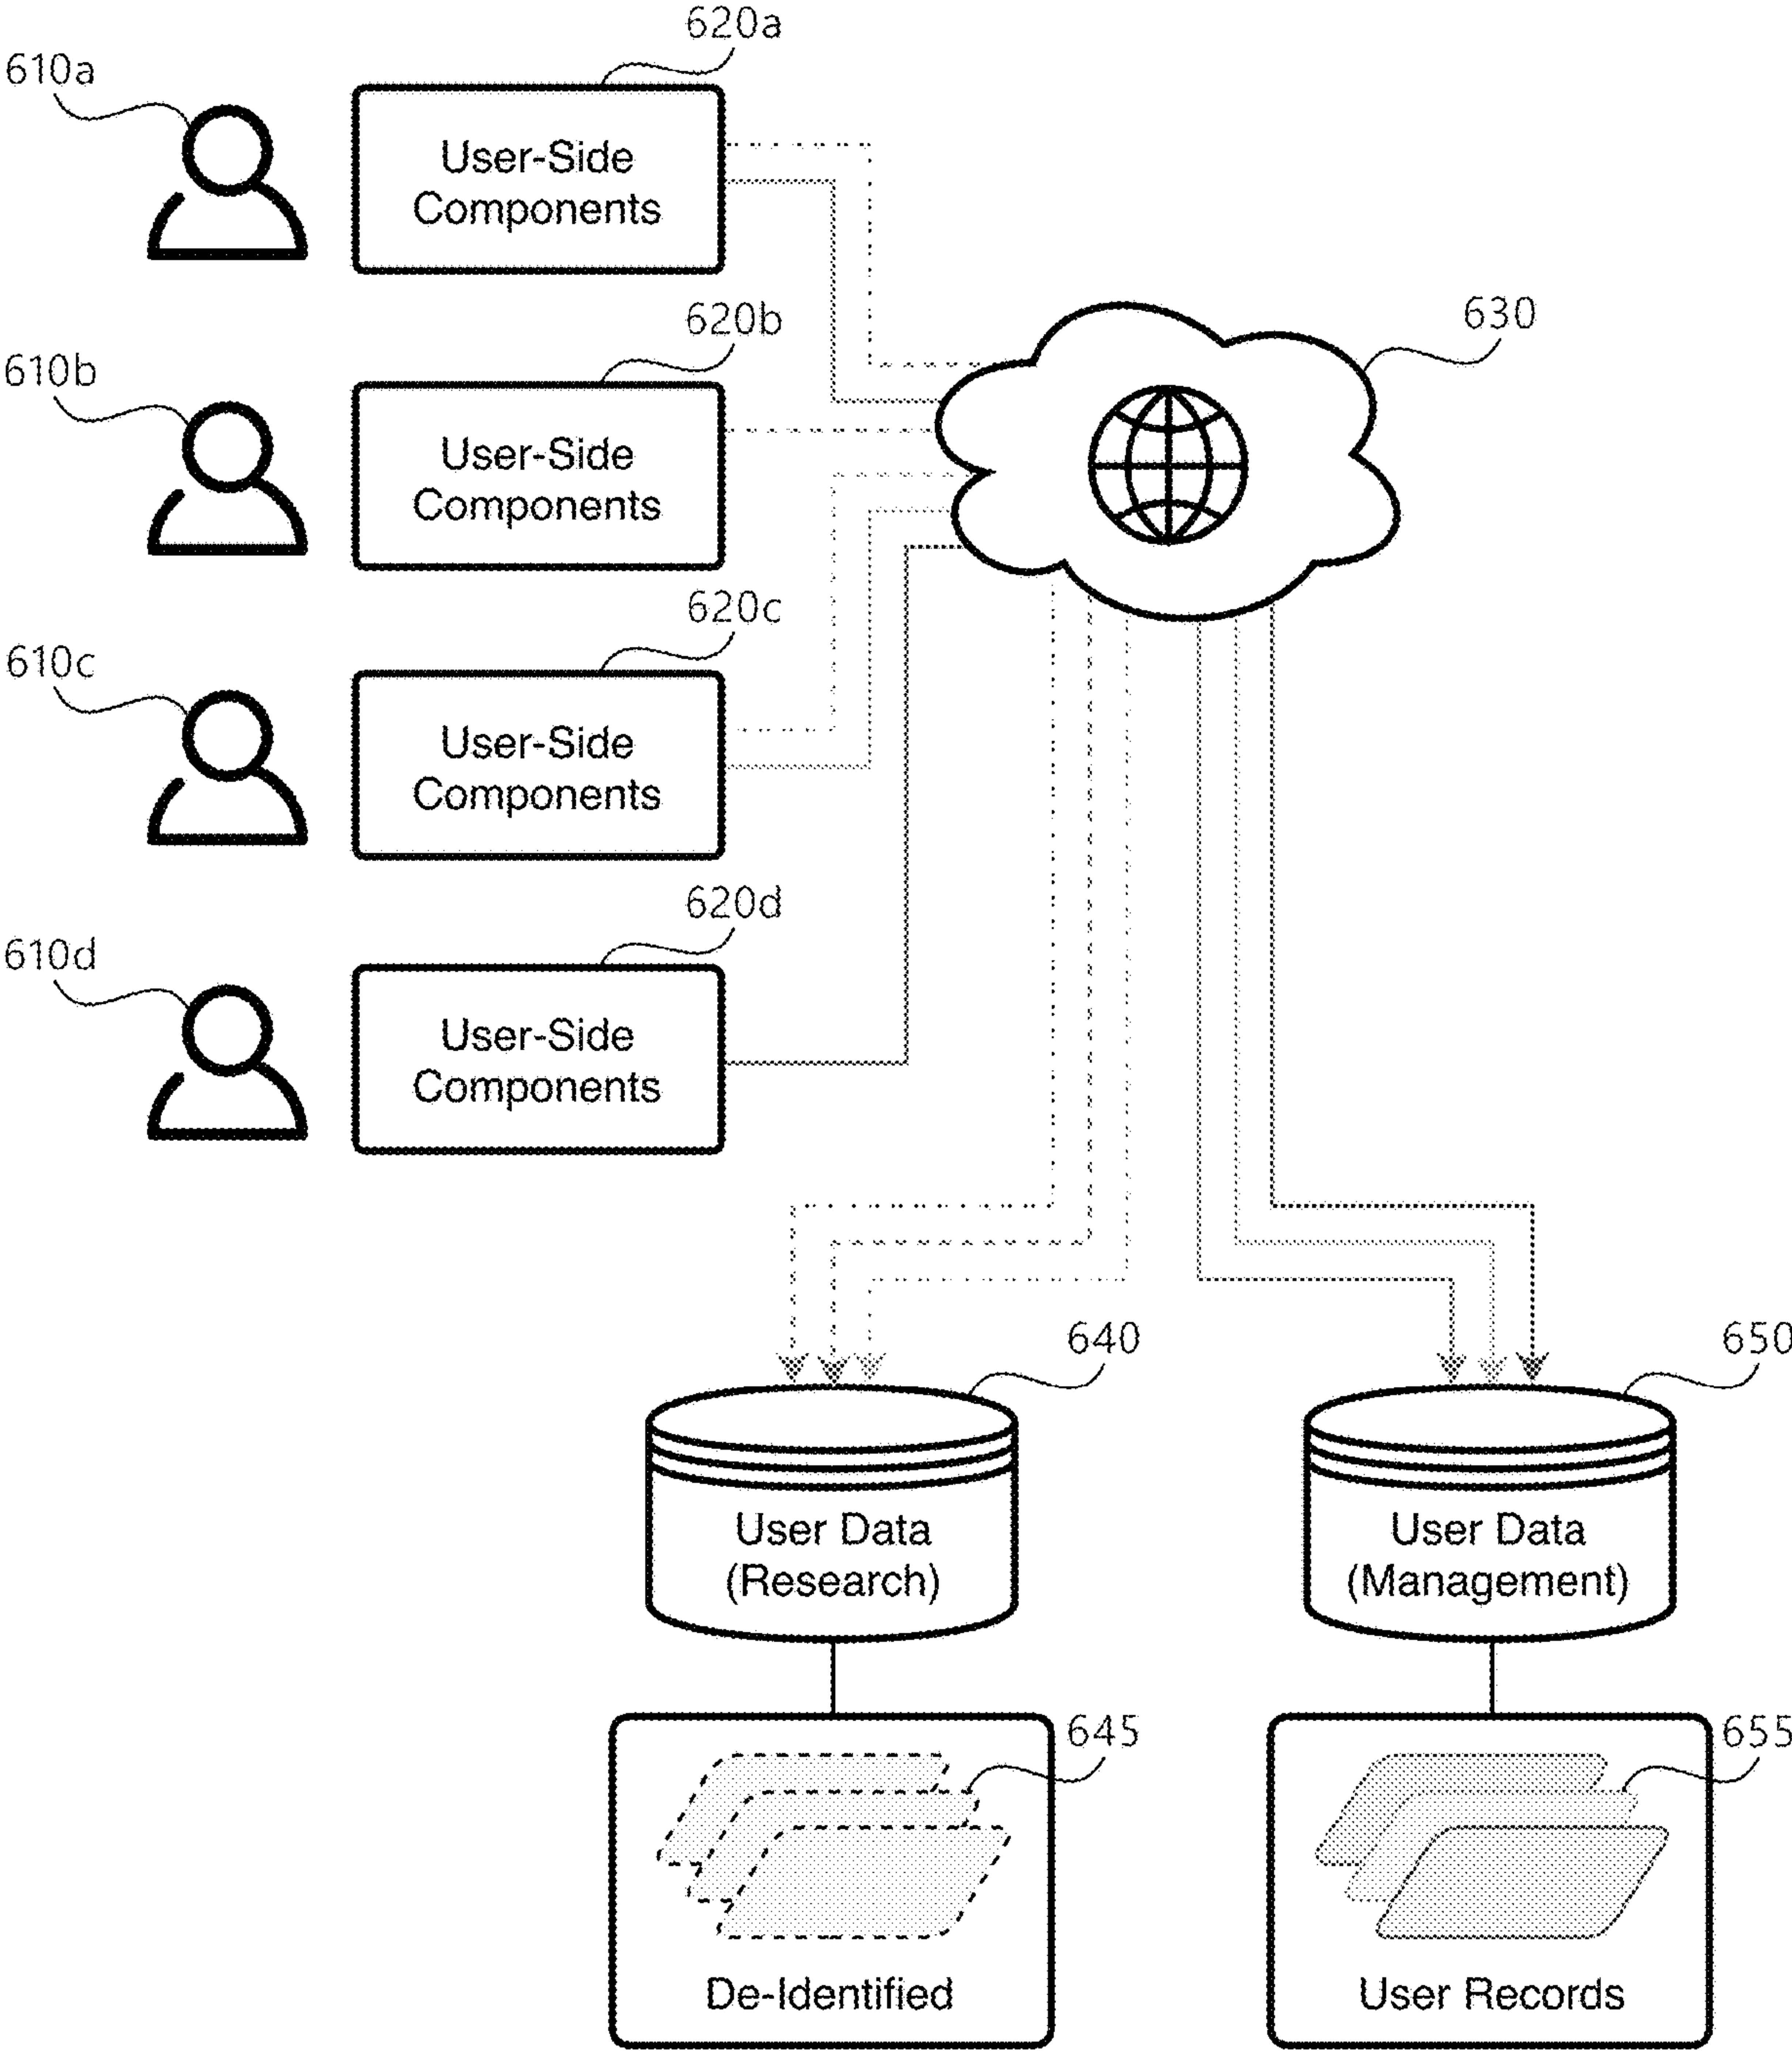 620a
610a
User-Side
Components
620b
630
610b
User-Side
Components
620c
610c
User-Side
Components
620d
610d
User-Side
Components
640
650
User Data
(Research)
User Data
(Management)
645
655
De-Identified
User Records